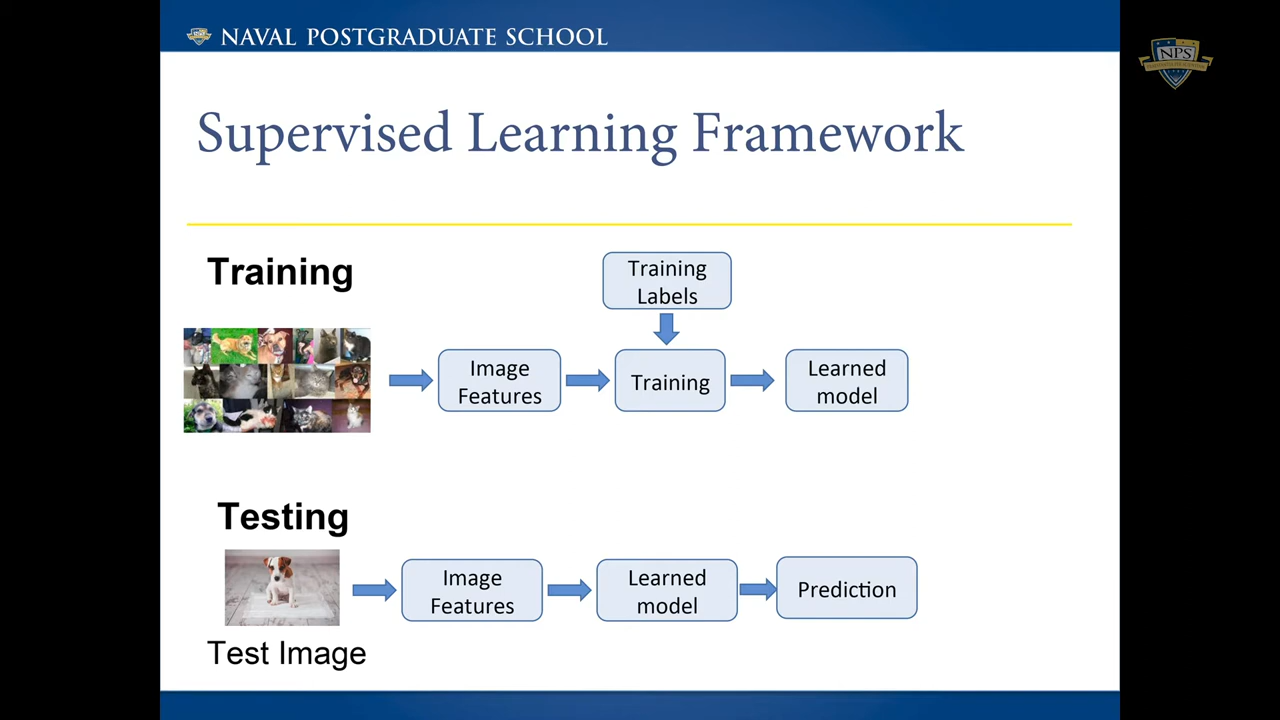 NAVAL POSTGRADUATE SCHOOL
NPS
Supervised Learning Framework
Training
Training
Labels
Image
Features
Training
Learned
model
Testing
Image
Features
Learned
model
Prediction
Test Image